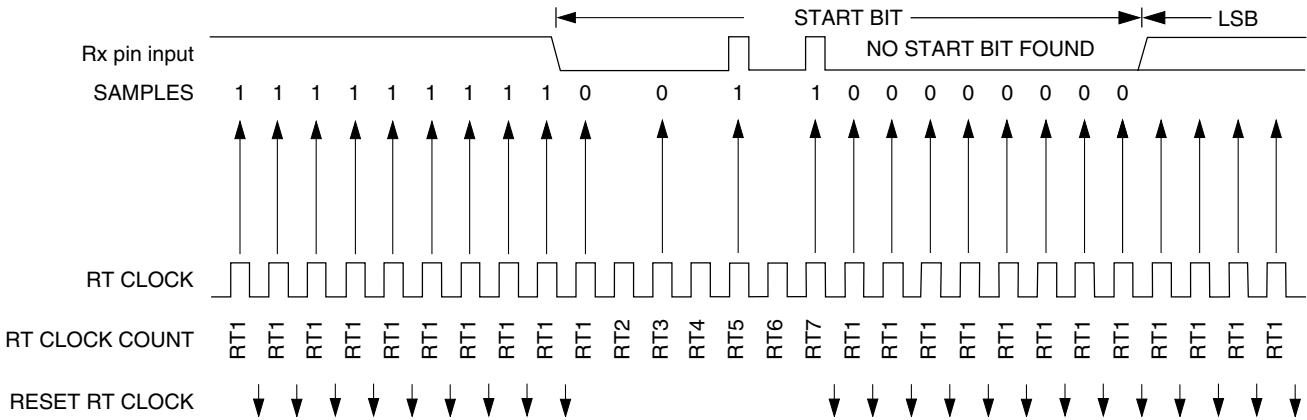 START BIT
LSB
Rx pin input
NO START BIT FOUND
SAMPLES 1 1 1 1 1 1 1 1 1 0 0 1 1 0 0 0 0 0 0 0 0
RT CLOCK
RT CLOCK COUNT RT1 RT1 RT1 RT1 RT1 RT1 RT1 RT1 RT1 RT1 RT2 RT3 RT4 RT5 RT6 RT7 RT1 RT1 RT1 RT1 RT1 RT1 RT1 RT1 RT1 RT1 RT1 RT1
RESET RT CLOCK